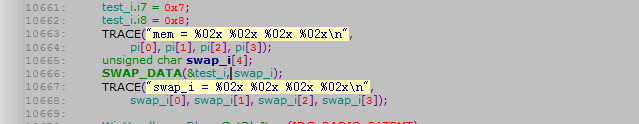 10661: test_i.i7 = 0x7;
10662: test_i.i8 = 0x8;
10663: TRACE("mem = %02x %02x %02x %02x\n",
10664: pi[0], pi[1], pi[2], pi[3]);
10665: unsigned char swap_i[4];
10666: SWAP_DATA(&test_i, swap_i);
10667: TRACE("swap_i = %02x %02x %02x %02x\n",
10668: swap_i[0], swap_i[1], swap_i[2], swap_i[3]);
10669: